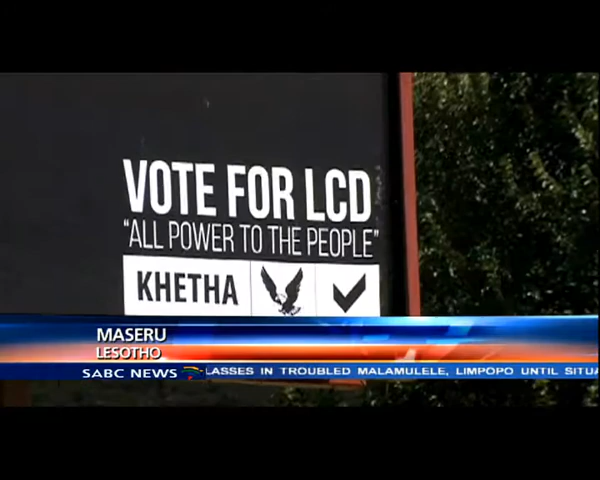 VOTE FOR LCD
"ALL POWER TO THE PEOPLE"
KHETHA
MASERU
LESOTHO
SABC NEWS
LASSES IN TROUBLED MALAMULELE, LIMPOPO UNTIL SITUA